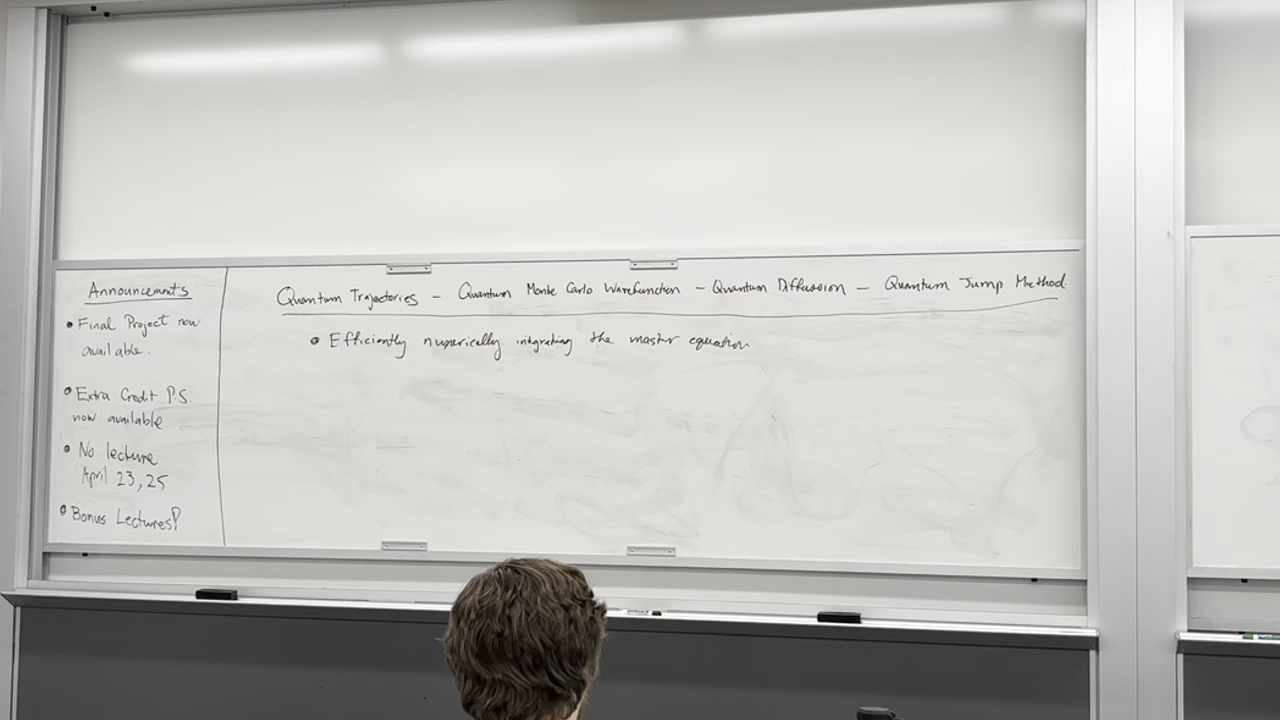 Announcements
• Final Project now
available.
• Extra Credit P.S.
now available
• No lecture
April 23, 25
• Bonus Lectures?
Quantum Trajectories - Quantum Monte Carlo Wavefunction - Quantum Diffusion - Quantum Jump Method.
• Efficiently numerically integrating the master equation